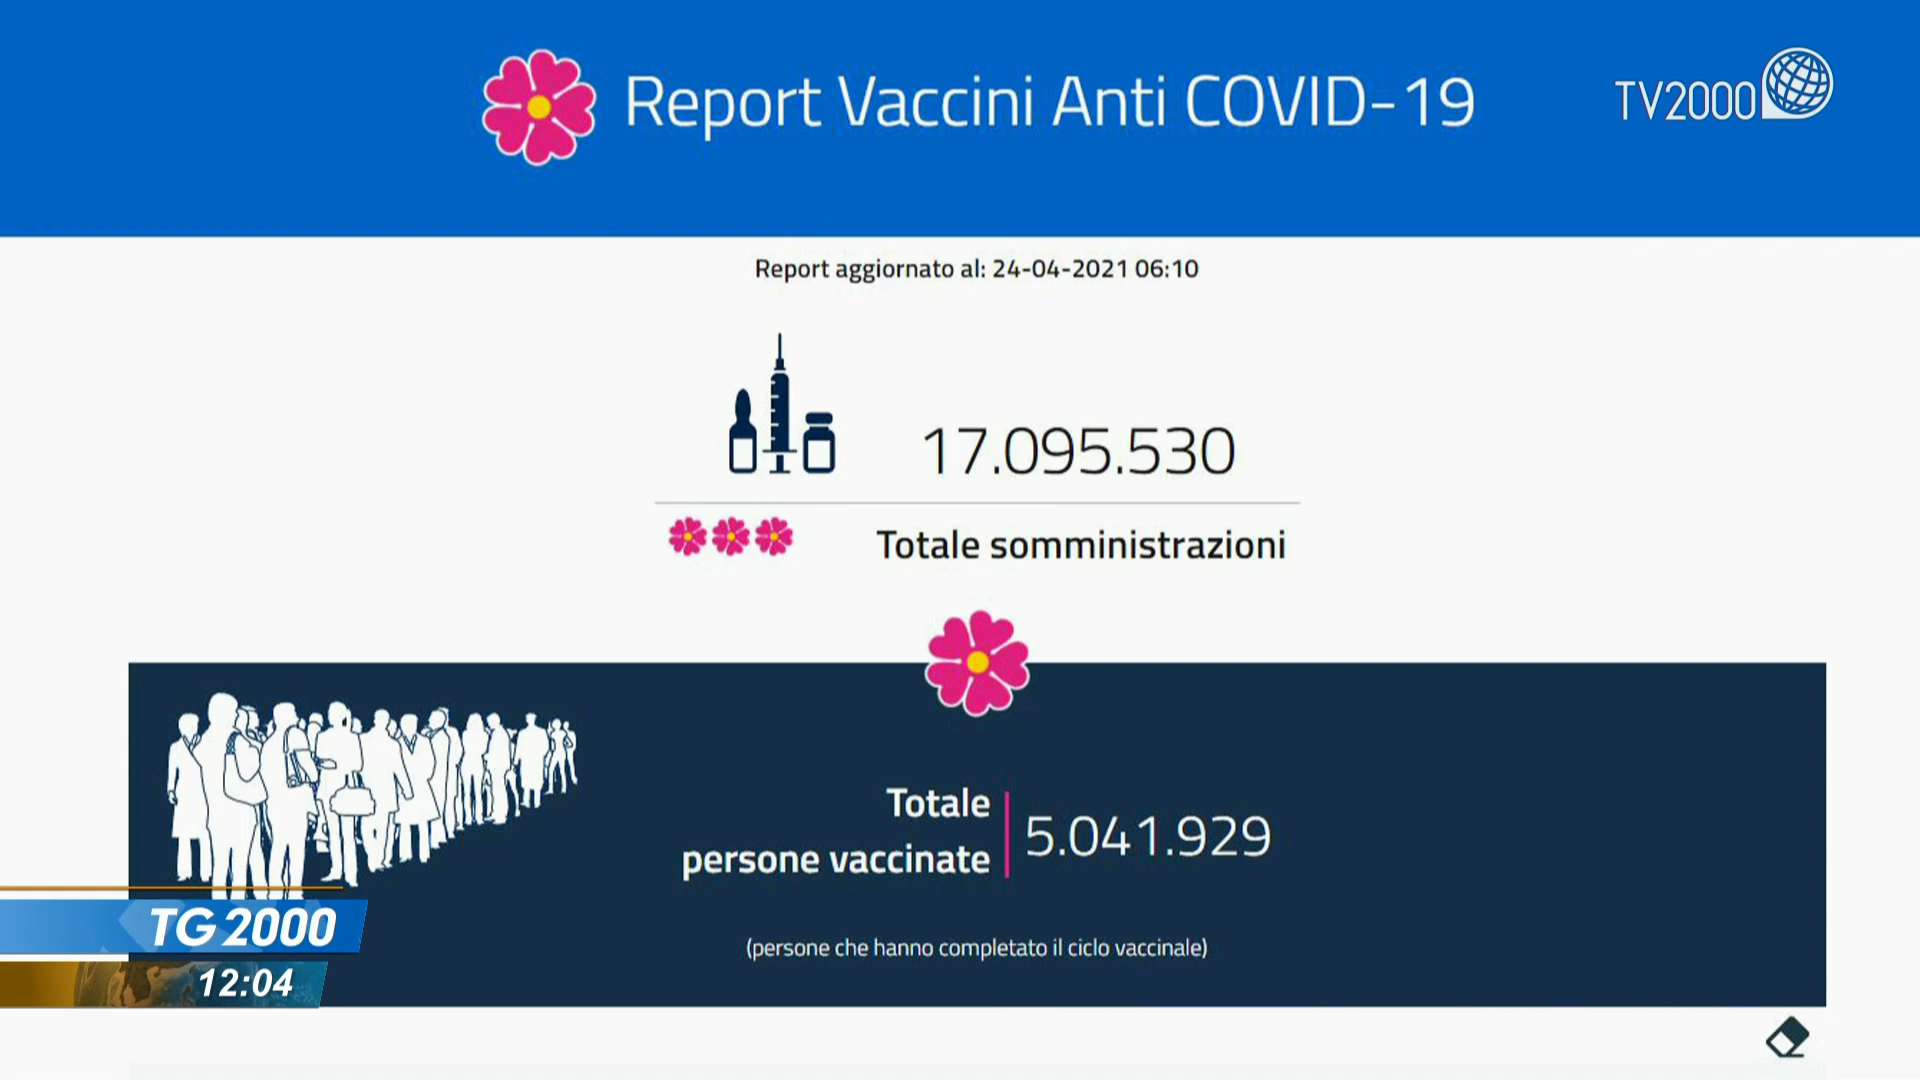 Report Vaccini Anti COVID-19
TV2000
Report aggiornato al: 24-04-2021 06:10
17.095.530
Totale somministrazioni
Totale
persone vaccinate
5.041.929
(persone che hanno completato il ciclo vaccinale)
TG 2000
12:04